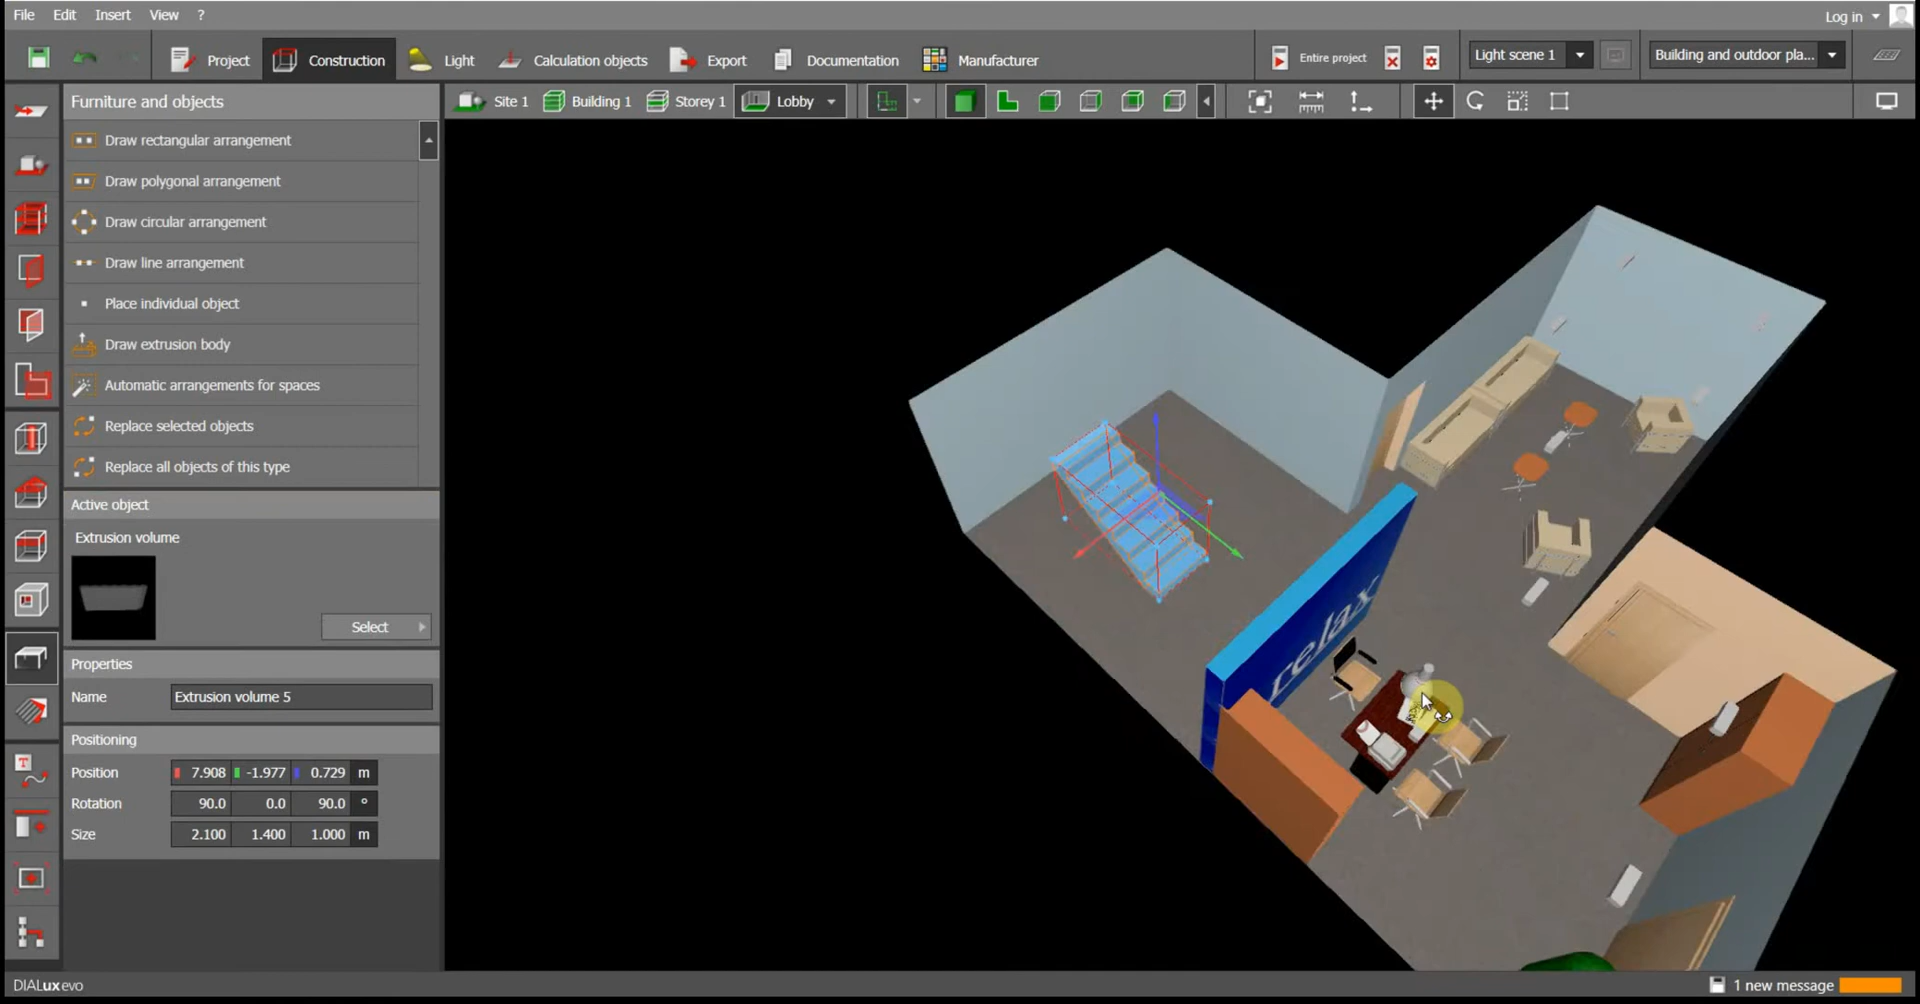 File Edit Insert View ?
Log in
Project Construction Light Calculation objects Export Documentation Manufacturer Entire project Light scene 1 Building and outdoor pla...
Furniture and objects
Site 1 Building 1 Storey 1 Lobby
Draw rectangular arrangement
Draw polygonal arrangement
Draw circular arrangement
Draw line arrangement
Place individual object
Draw extrusion body
Automatic arrangements for spaces
Replace selected objects
Replace all objects of this type
Active object
Extrusion volume
Select
Properties
Name Extrusion volume 5
Positioning
Position 7.908 -1.977 0.729 m
Rotation 90.0 0.0 90.0 °
Size 2.100 1.400 1.000 m
relax
DIALux evo
1 new message